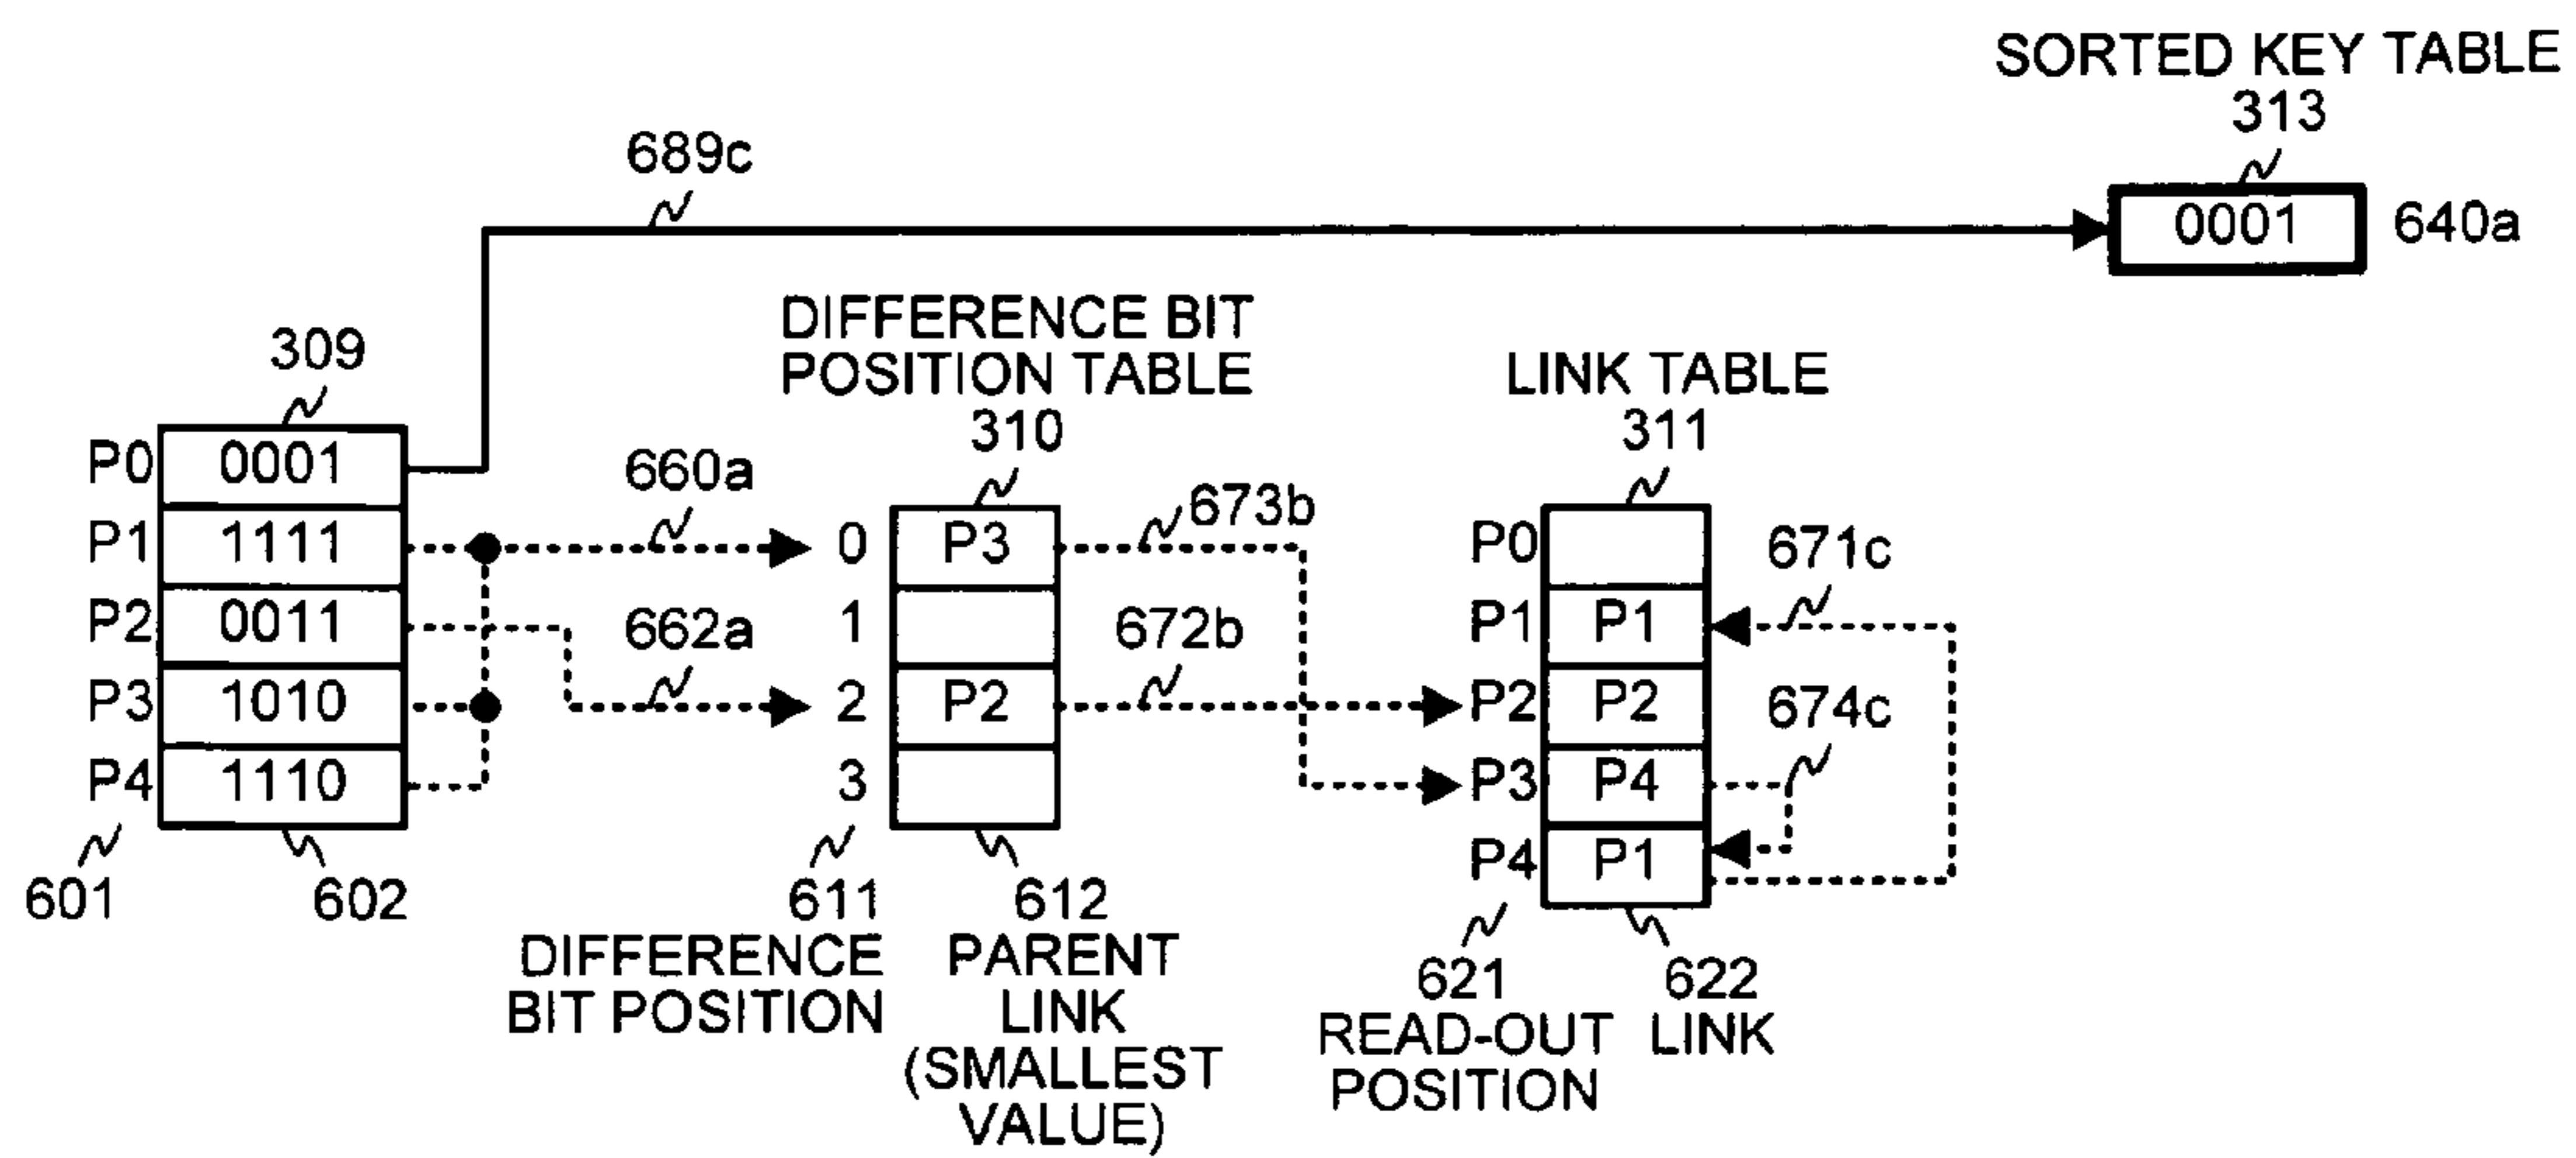 SORTED KEY TABLE
313
689c
0001 640a
DIFFERENCE BIT
POSITION TABLE
310
309
LINK TABLE
311
P0 0001
P1 1111
P2 0011
P3 1010
P4 1110
601 602
660a
662a
0 P3
1
2 P2
3
673b
672b
611
DIFFERENCE
BIT POSITION
612
PARENT
LINK
(SMALLEST
VALUE)
P0
P1 P1
P2 P2
P3 P4
P4 P1
671c
674c
621
READ-OUT
POSITION
622
LINK